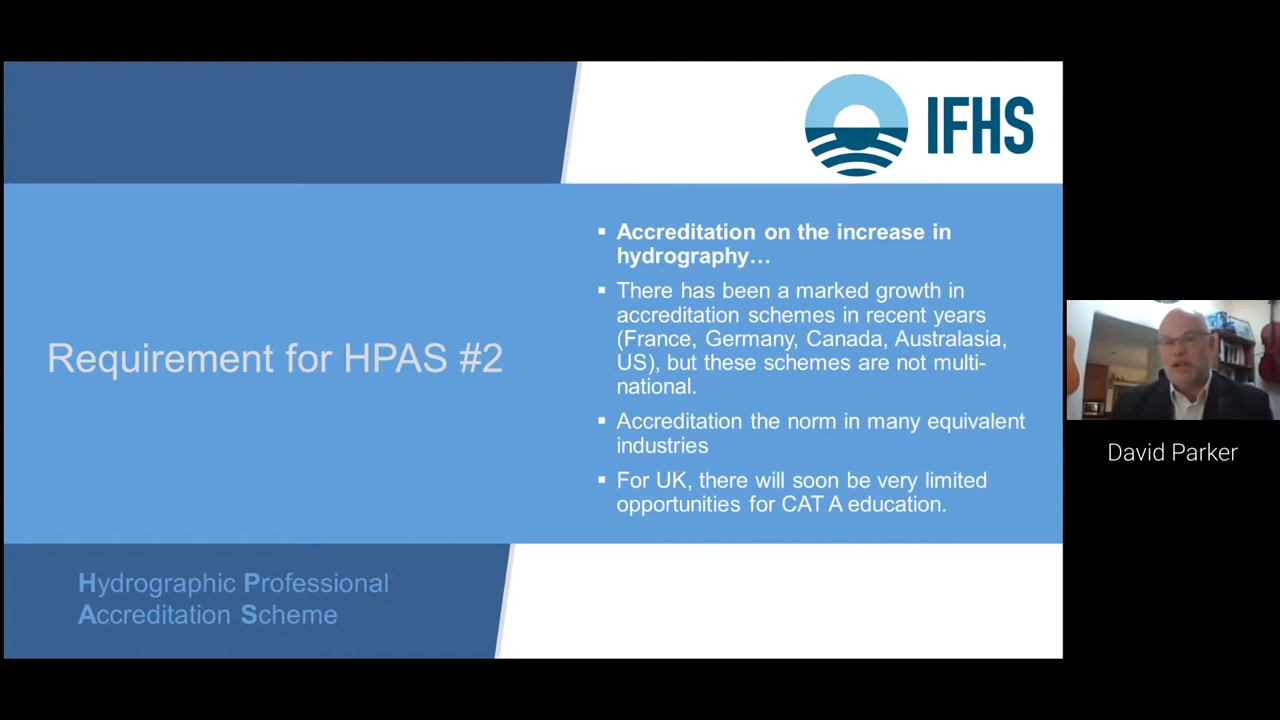 IFHS
Requirement for HPAS #2
▪ Accreditation on the increase in
hydrography…
▪ There has been a marked growth in
accreditation schemes in recent years
(France, Germany, Canada, Australasia,
US), but these schemes are not multi-
national.
▪ Accreditation the norm in many equivalent
industries
▪ For UK, there will soon be very limited
opportunities for CAT A education.
Hydrographic Professional
Accreditation Scheme
David Parker